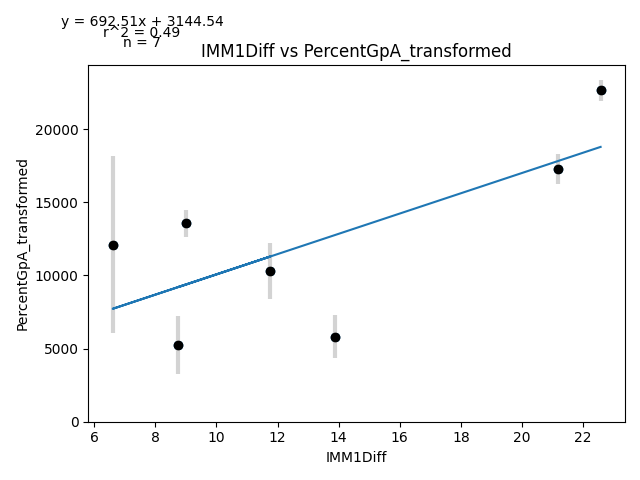 y = 692.51x + 3144.54
r^2 = 0.49
n = 7
IMM1Diff vs PercentGpA_transformed
PercentGpA_transformed
20000
15000
10000
5000
0
6 8 10 12 14 16 18 20 22
IMM1Diff